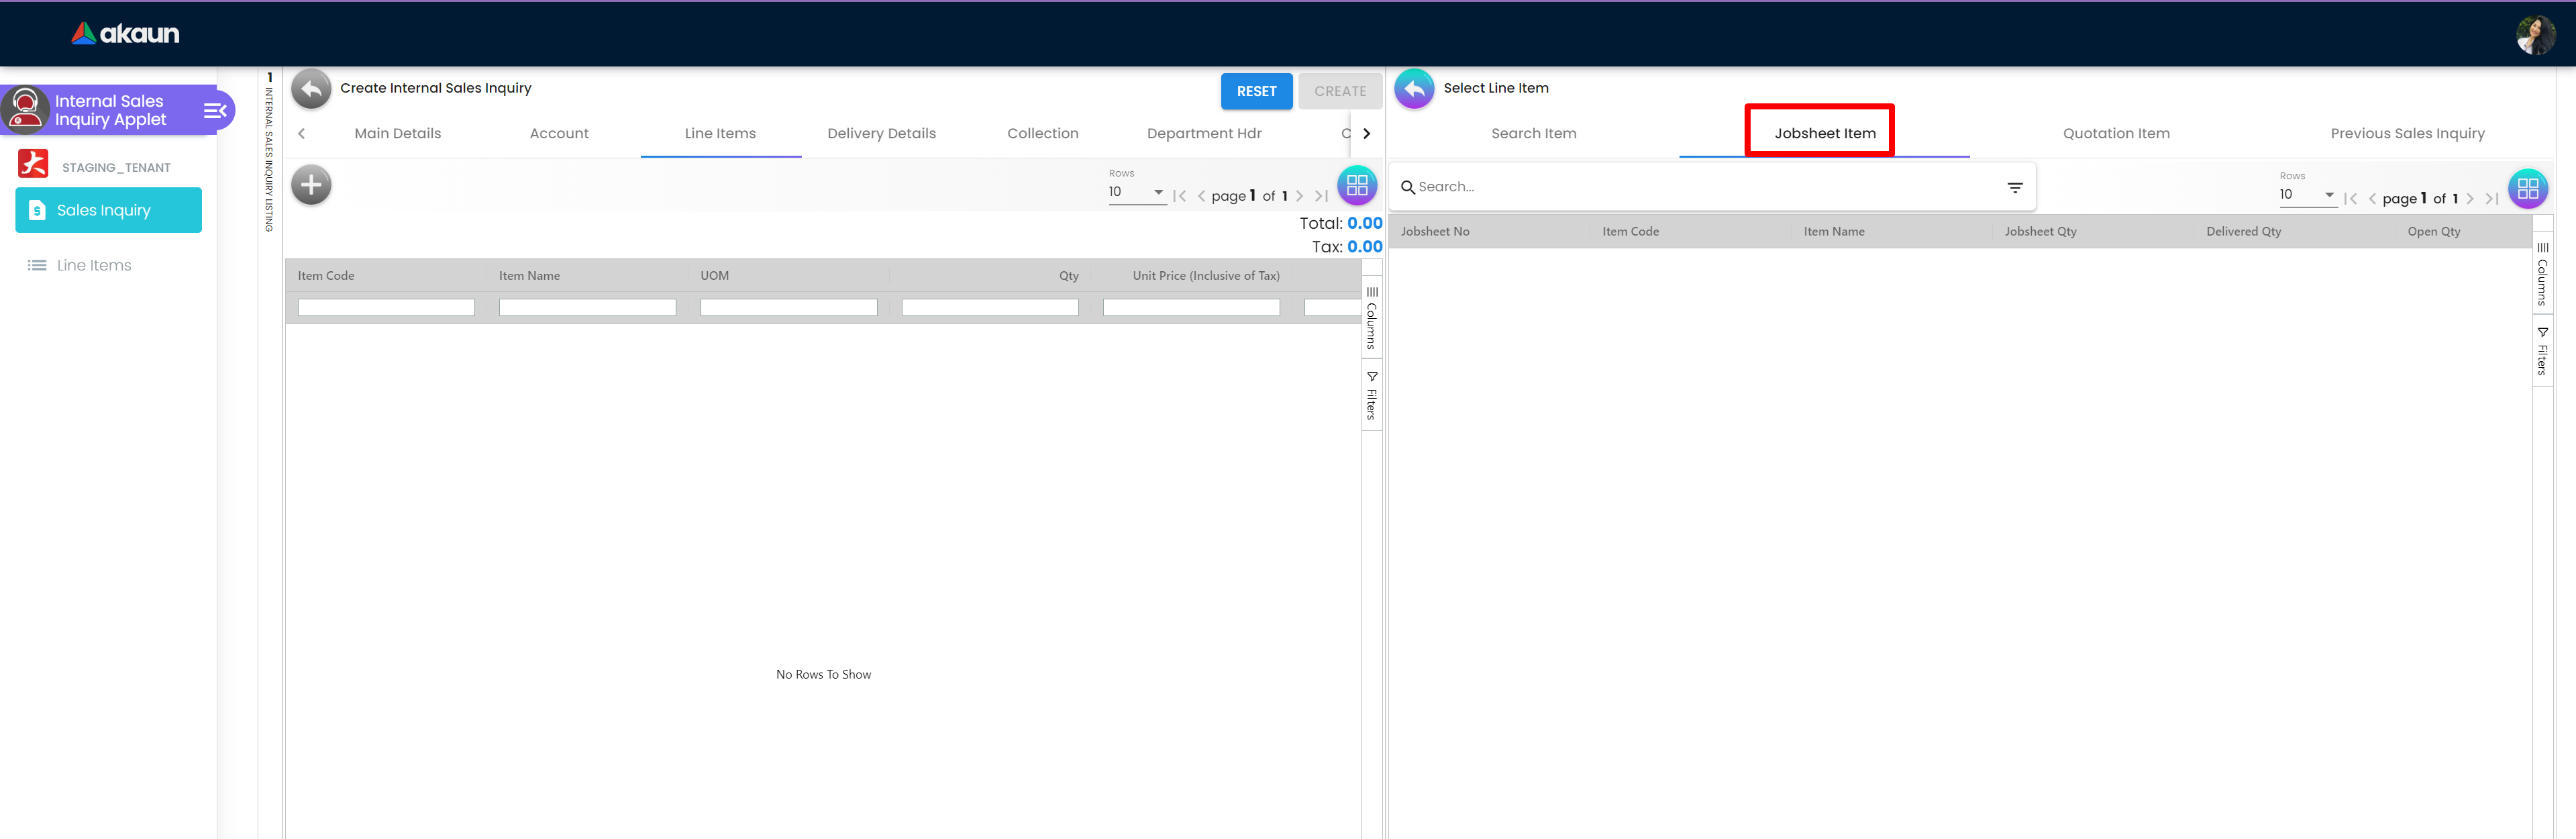 akaun
Internal Sales
Inquiry Applet
STAGING_TENANT
Sales Inquiry
Line Items
1 INTERNAL SALES INQUIRY LISTING
Create Internal Sales Inquiry
RESET
CREATE
Main Details
Account
Line Items
Delivery Details
Collection
Department Hdr
C
Rows
10
page 1 of 1
Total: 0.00
Tax: 0.00
Item Code
Item Name
UOM
Qty
Unit Price (Inclusive of Tax)
Columns
Filters
No Rows To Show
Select Line Item
Search Item
Jobsheet Item
Quotation Item
Previous Sales Inquiry
Search...
Rows
10
page 1 of 1
Jobsheet No
Item Code
Item Name
Jobsheet Qty
Delivered Qty
Open Qty
Columns
Filters